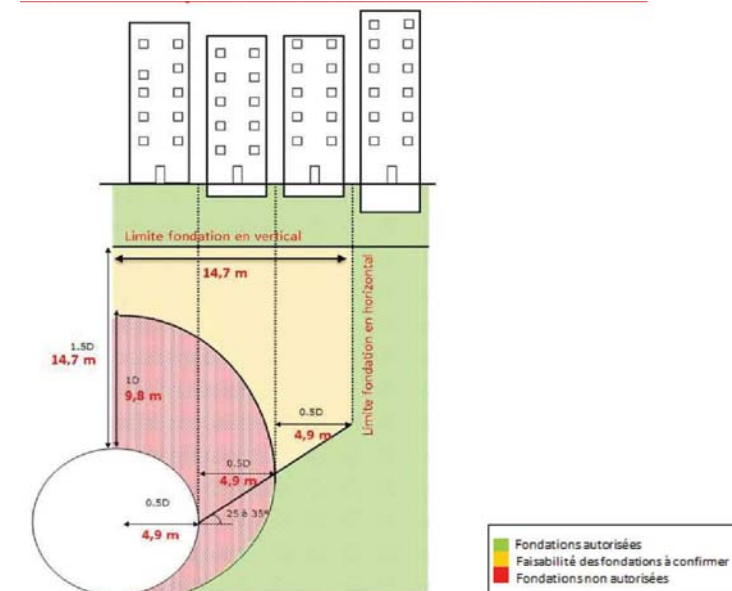 Limite fondation en vertical
14,7 m
Limite fondation en horizontal
1.5D
14,7 m
1D
9,8 m
0.5D
4,9 m
0.5D
4,9 m
0.5D
4,9 m
25 à 35°
Fondations autorisées
Faisabilité des fondations à confirmer
Fondations non autorisées